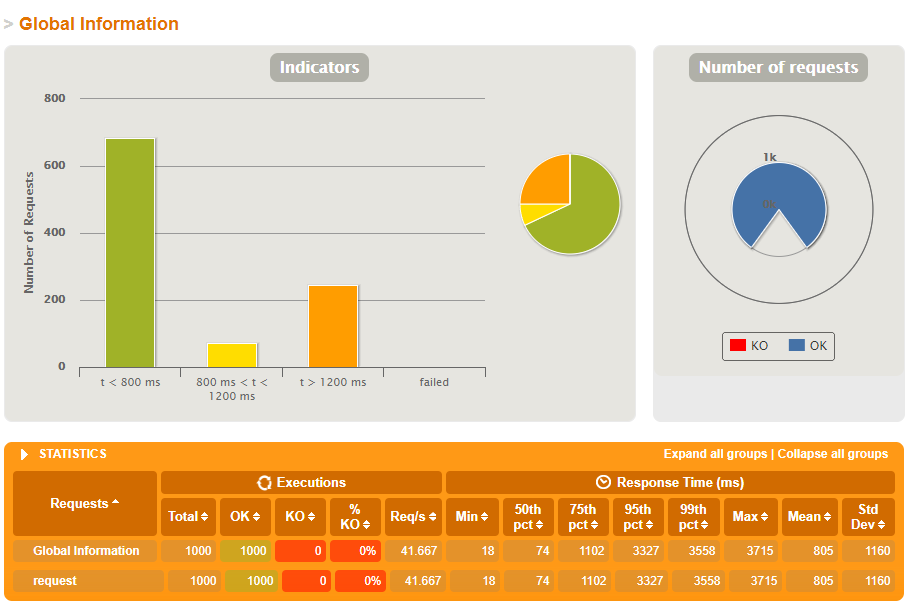 > Global Information
Indicators
Number of requests
800
600
400
200
0
Number of Requests
t < 800 ms
800 ms < t <
1200 ms
t > 1200 ms
failed
1k
0k
KO OK
STATISTICS
Expand all groups | Collapse all groups
Requests
Executions
Response Time (ms)
Total OK KO % KO Req/s Min 50th pct 75th pct 95th pct 99th pct Max Mean Std Dev
Global Information 1000 1000 0 0% 41.667 18 74 1102 3327 3558 3715 805 1160
request 1000 1000 0 0% 41.667 18 74 1102 3327 3558 3715 805 1160